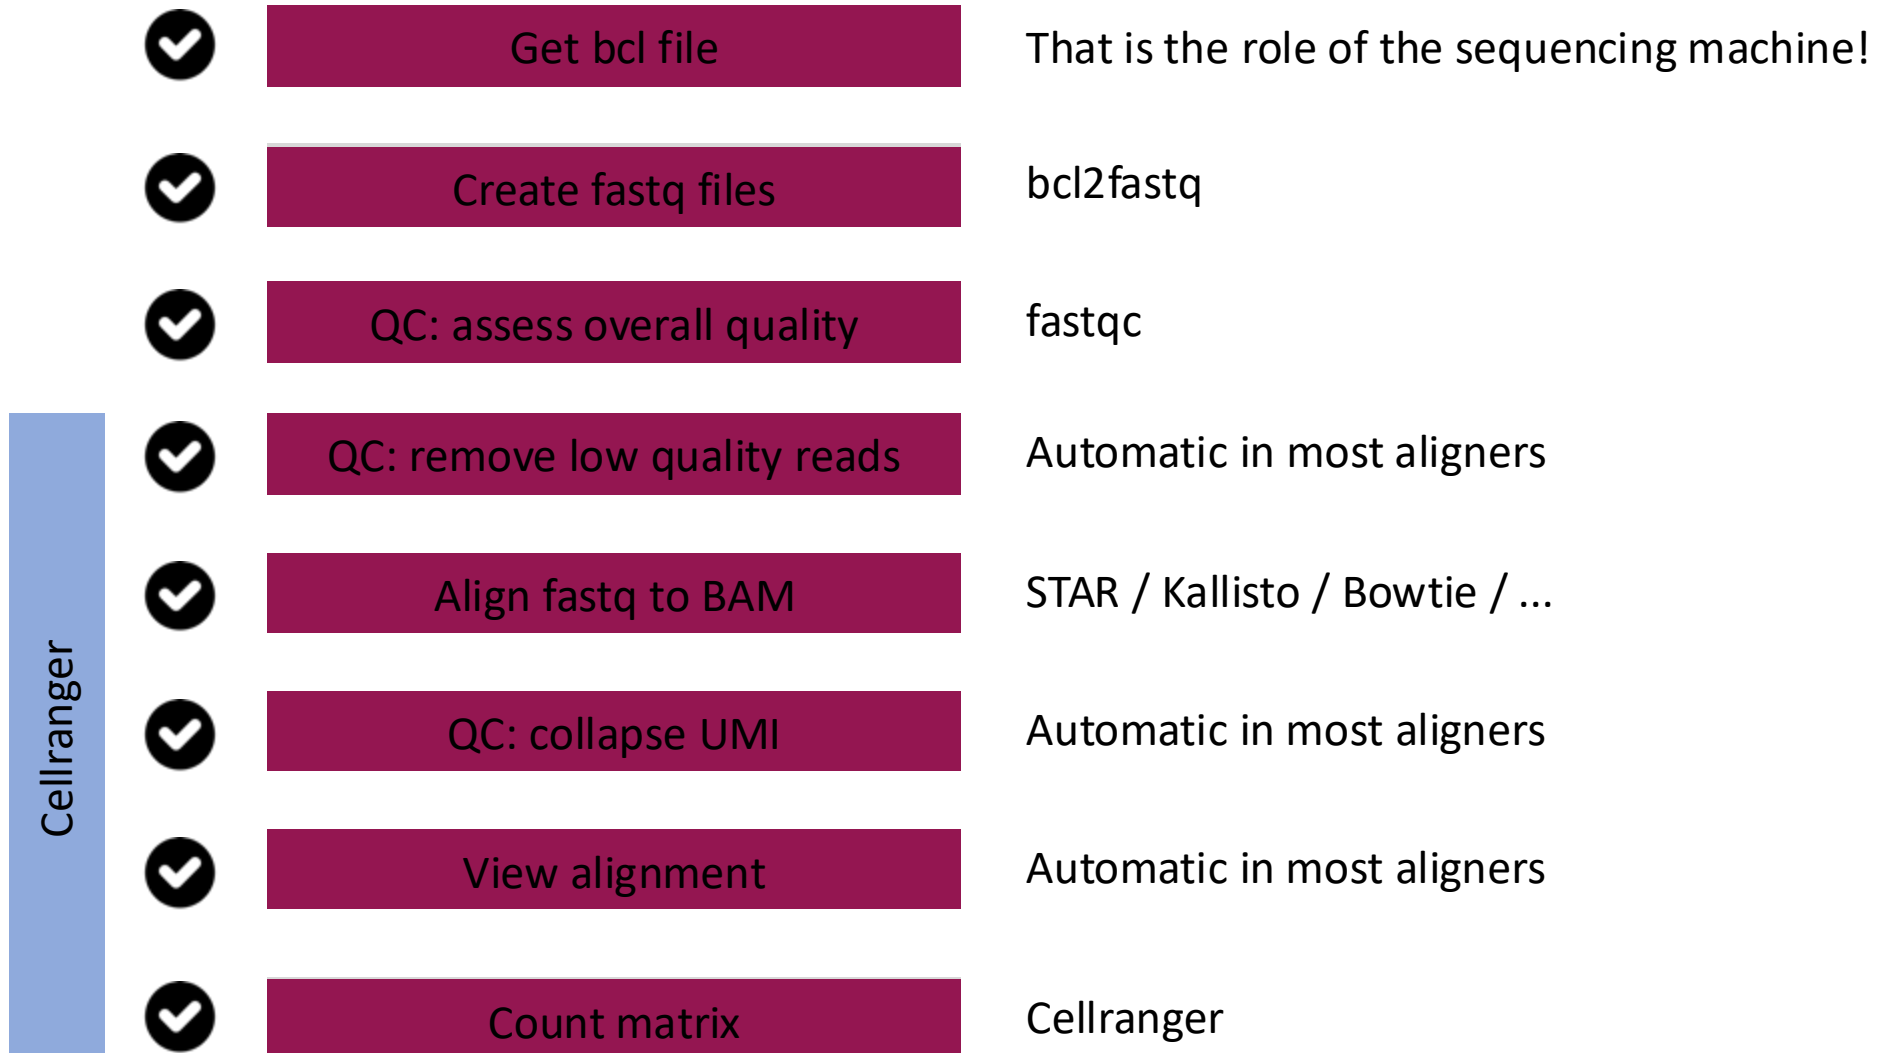 Get bcl file
That is the role of the sequencing machine!
Create fastq files
bcl2fastq
QC: assess overall quality
fastqc
Cellranger
QC: remove low quality reads
Automatic in most aligners
Align fastq to BAM
STAR / Kallisto / Bowtie / ...
QC: collapse UMI
Automatic in most aligners
View alignment
Automatic in most aligners
Count matrix
Cellranger